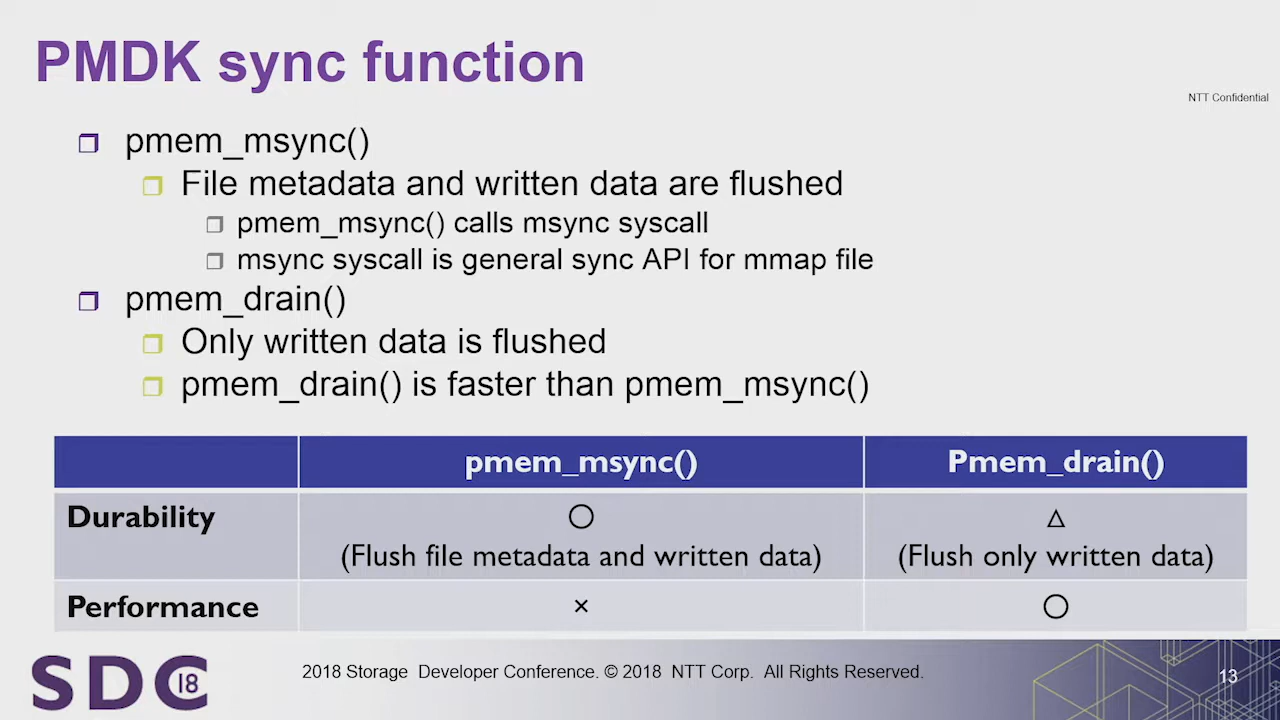 PMDK sync function
NTT Confidential
pmem_msync()
File metadata and written data are flushed
pmem_msync() calls msync syscall
msync syscall is general sync API for mmap file
pmem_drain()
Only written data is flushed
pmem_drain() is faster than pmem_msync()
pmem_msync() Pmem_drain()
Durability ○ △
(Flush file metadata and written data) (Flush only written data)
Performance × ○
SDC 18
2018 Storage Developer Conference. © 2018 NTT Corp. All Rights Reserved.
13